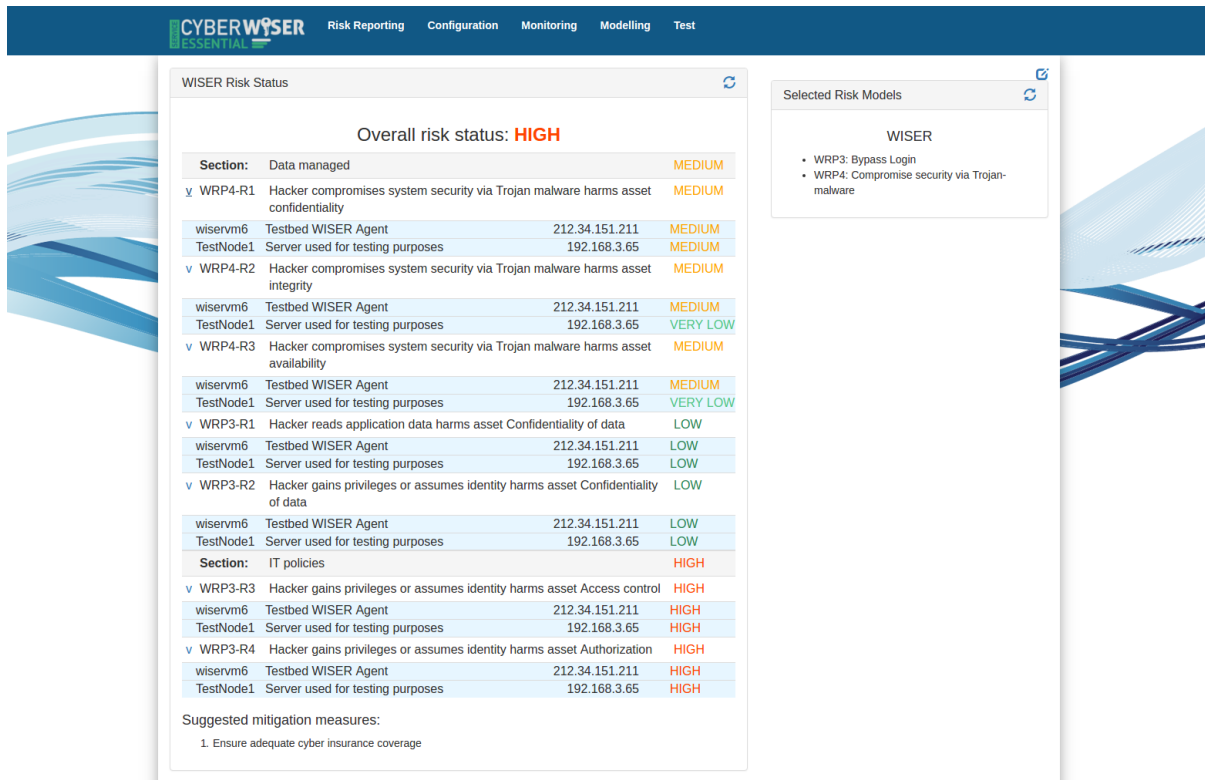 CYBERWISER
ESSENTIAL
Risk Reporting Configuration Monitoring Modelling Test
WISER Risk Status
Overall risk status: HIGH
Section: Data managed MEDIUM
v WRP4-R1 Hacker compromises system security via Trojan malware harms asset MEDIUM
confidentiality
wiservm6 Testbed WISER Agent 212.34.151.211 MEDIUM
TestNode1 Server used for testing purposes 192.168.3.65 MEDIUM
v WRP4-R2 Hacker compromises system security via Trojan malware harms asset MEDIUM
integrity
wiservm6 Testbed WISER Agent 212.34.151.211 MEDIUM
TestNode1 Server used for testing purposes 192.168.3.65 VERY LOW
v WRP4-R3 Hacker compromises system security via Trojan malware harms asset MEDIUM
availability
wiservm6 Testbed WISER Agent 212.34.151.211 MEDIUM
TestNode1 Server used for testing purposes 192.168.3.65 VERY LOW
v WRP3-R1 Hacker reads application data harms asset Confidentiality of data LOW
wiservm6 Testbed WISER Agent 212.34.151.211 LOW
TestNode1 Server used for testing purposes 192.168.3.65 LOW
v WRP3-R2 Hacker gains privileges or assumes identity harms asset Confidentiality LOW
of data
wiservm6 Testbed WISER Agent 212.34.151.211 LOW
TestNode1 Server used for testing purposes 192.168.3.65 LOW
Section: IT policies HIGH
v WRP3-R3 Hacker gains privileges or assumes identity harms asset Access control HIGH
wiservm6 Testbed WISER Agent 212.34.151.211 HIGH
TestNode1 Server used for testing purposes 192.168.3.65 HIGH
v WRP3-R4 Hacker gains privileges or assumes identity harms asset Authorization HIGH
wiservm6 Testbed WISER Agent 212.34.151.211 HIGH
TestNode1 Server used for testing purposes 192.168.3.65 HIGH
Suggested mitigation measures:
1. Ensure adequate cyber insurance coverage
Selected Risk Models
WISER
• WRP3: Bypass Login
• WRP4: Compromise security via Trojan-
malware